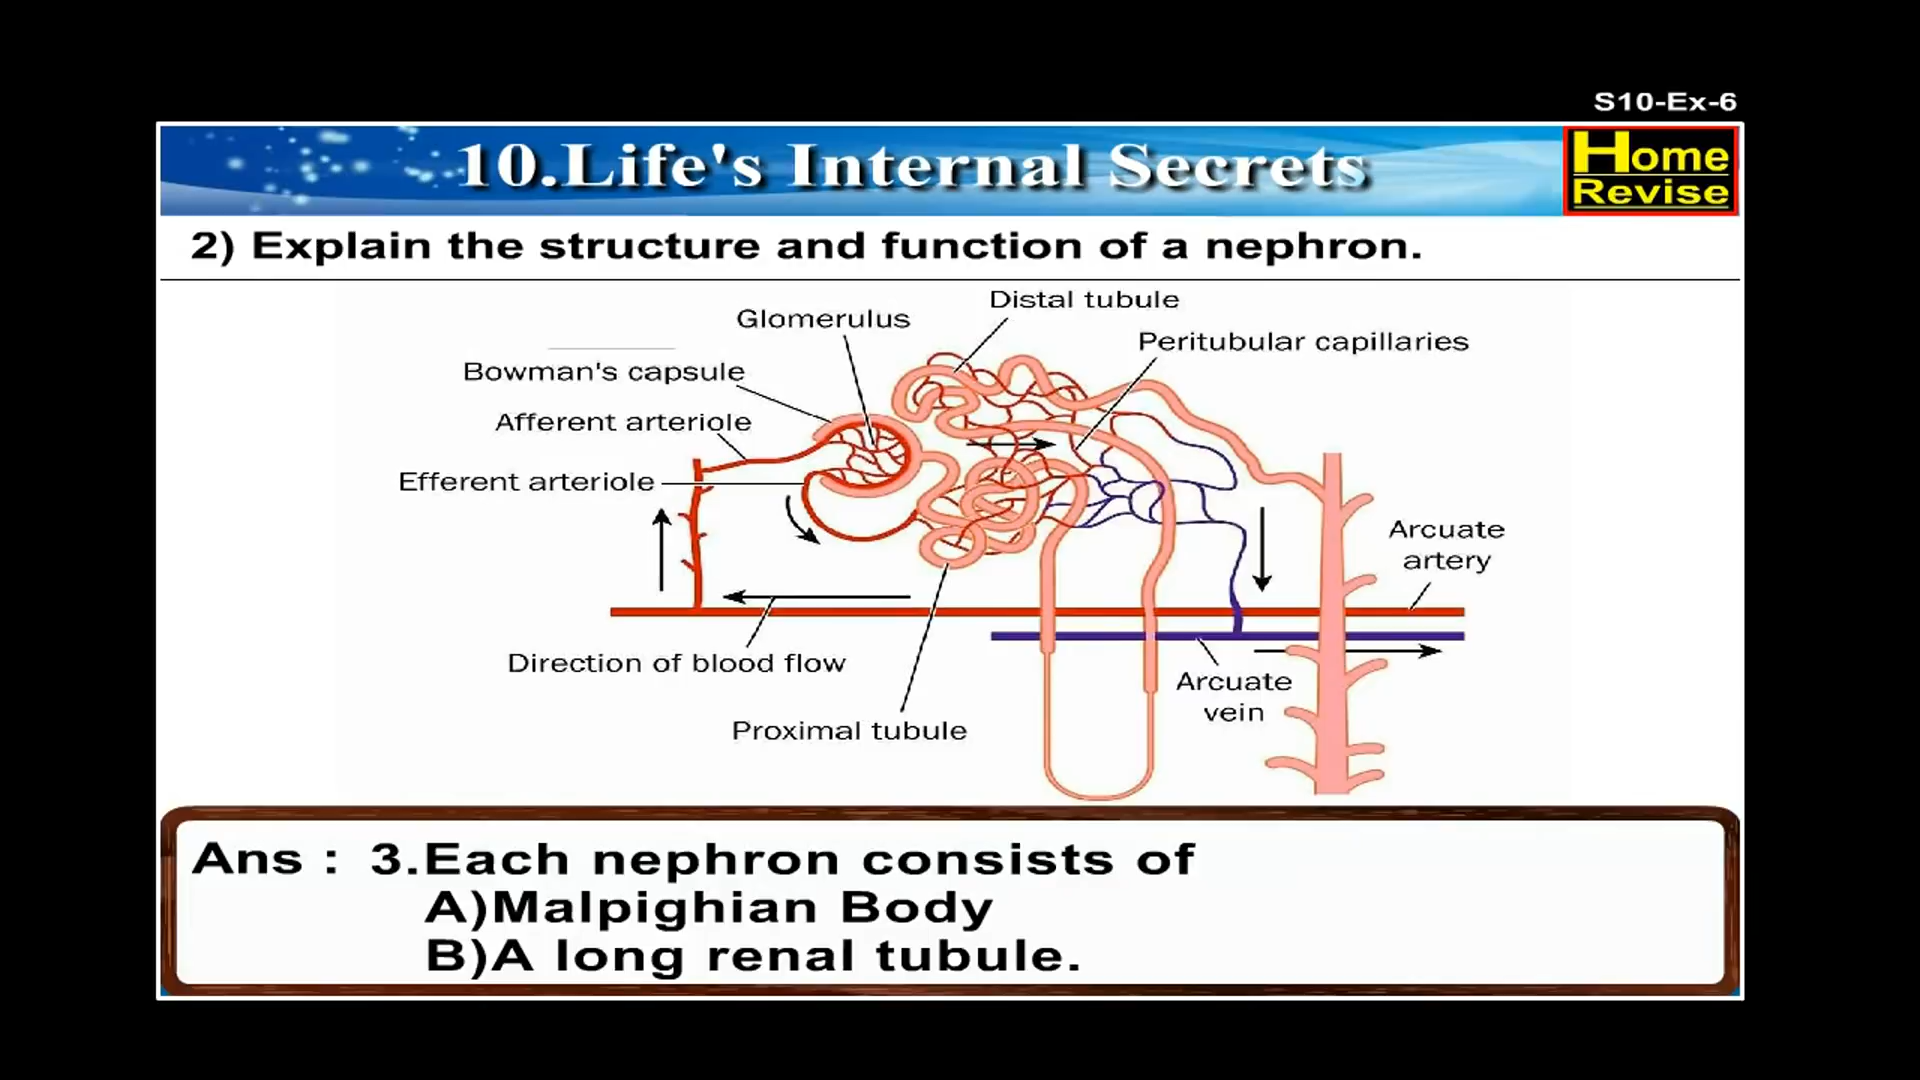 S10-Ex-6
10.Life's Internal Secrets
Home
Revise
2) Explain the structure and function of a nephron.
Distal tubule
Glomerulus
Peritubular capillaries
Bowman's capsule
Afferent arteriole
Efferent arteriole
Arcuate
artery
Direction of blood flow
Arcuate
vein
Proximal tubule
Ans : 3.Each nephron consists of
A)Malpighian Body
B)A long renal tubule.